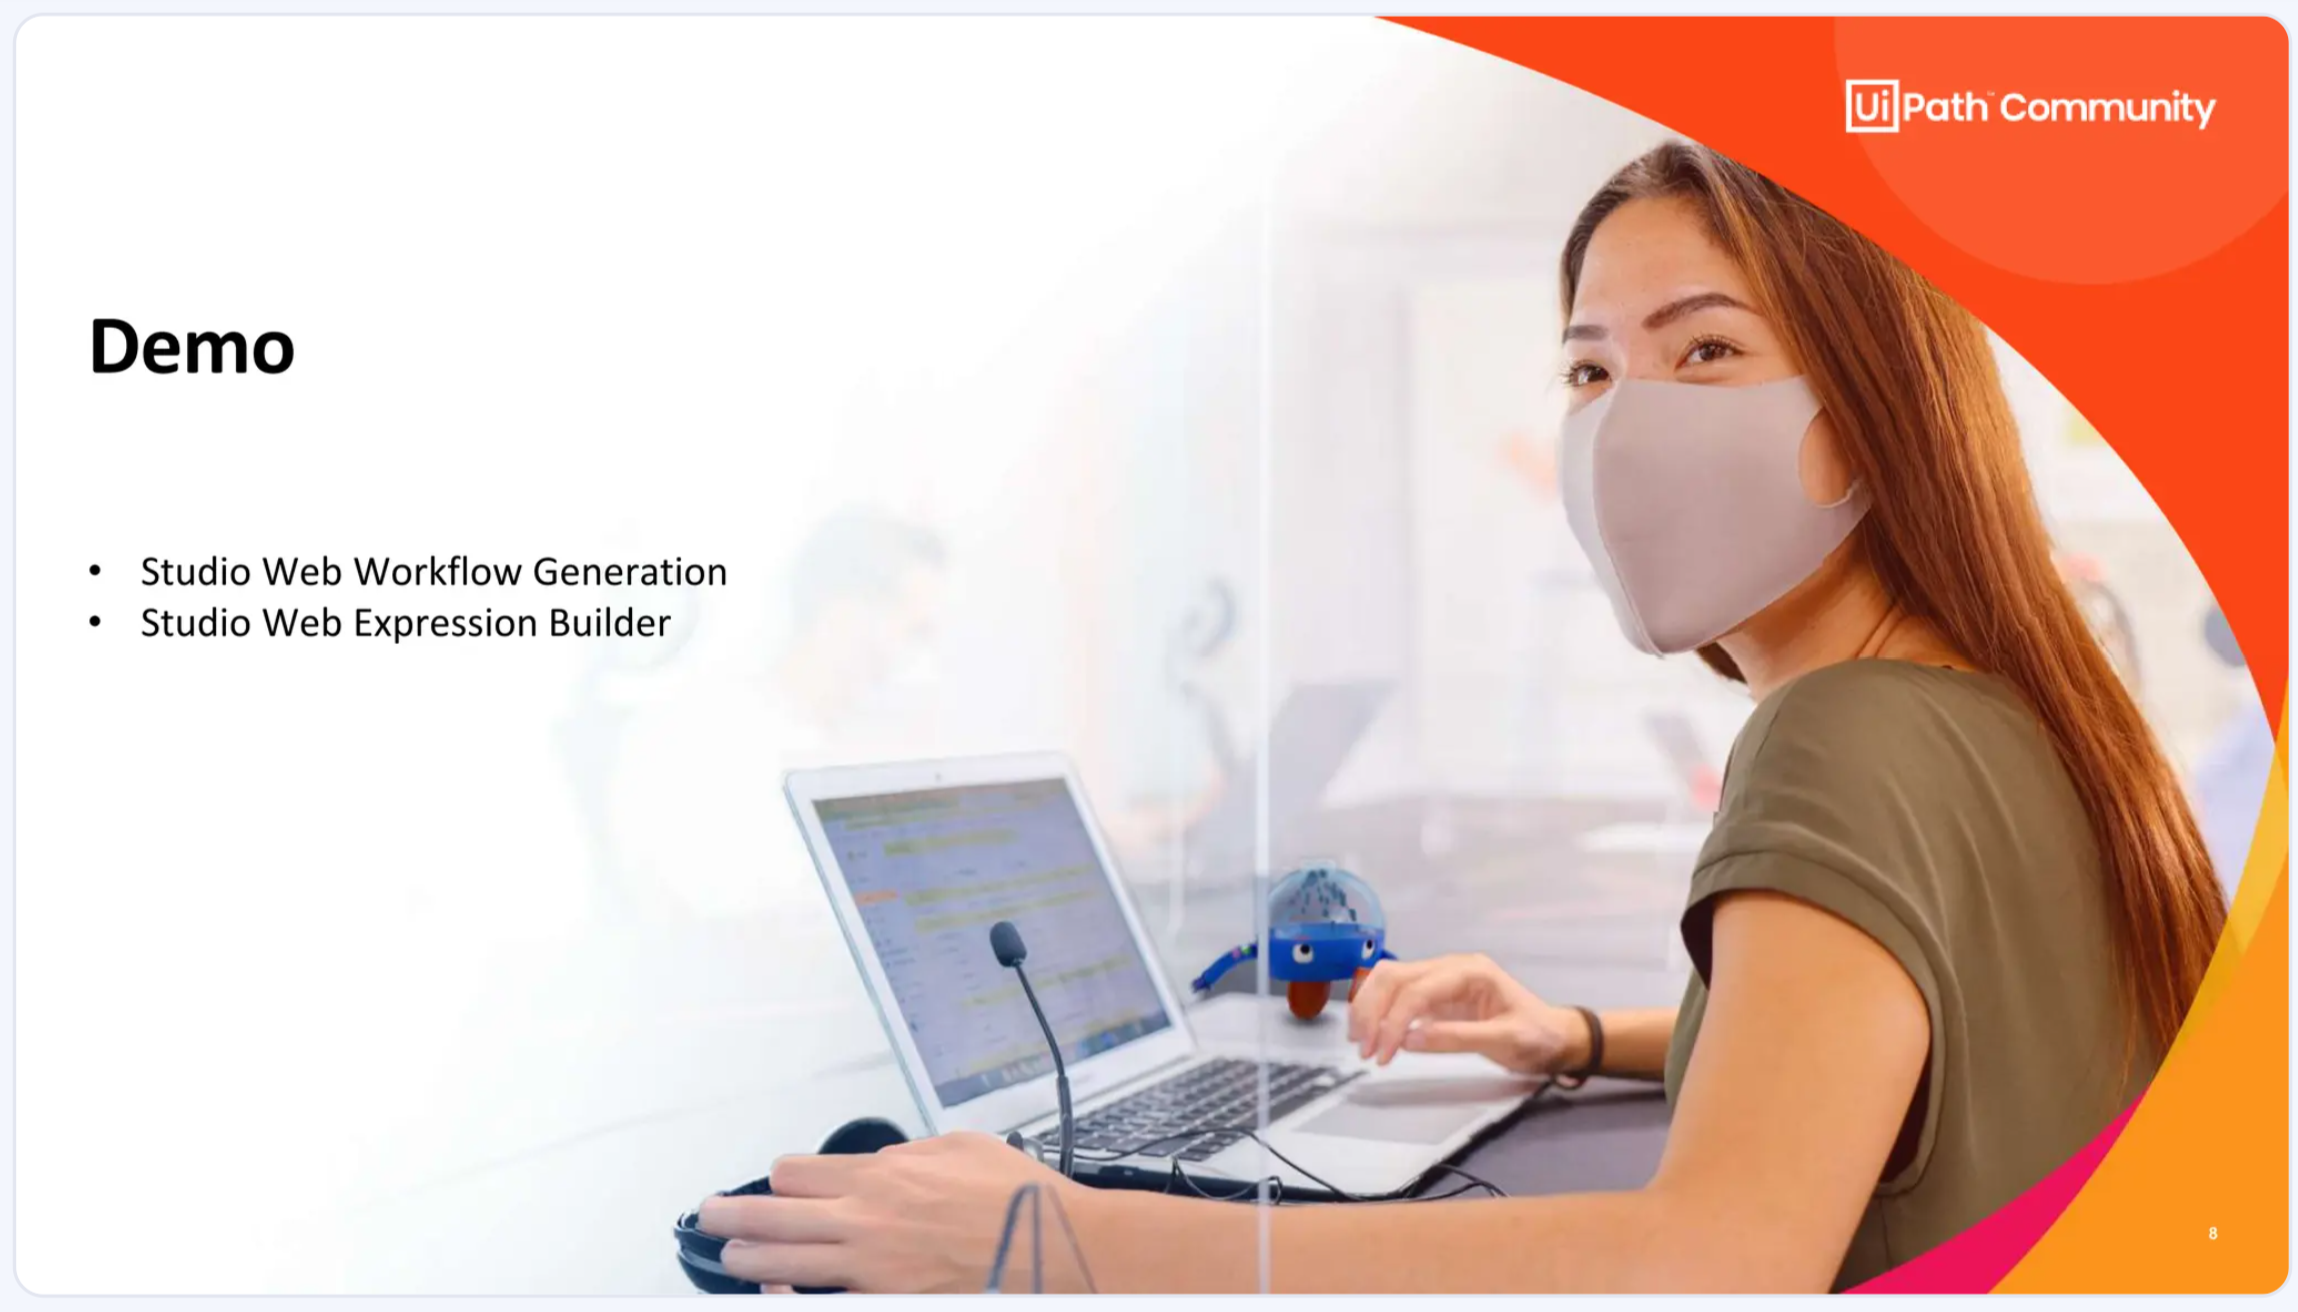 UiPath Community
Demo
• Studio Web Workflow Generation
• Studio Web Expression Builder
8